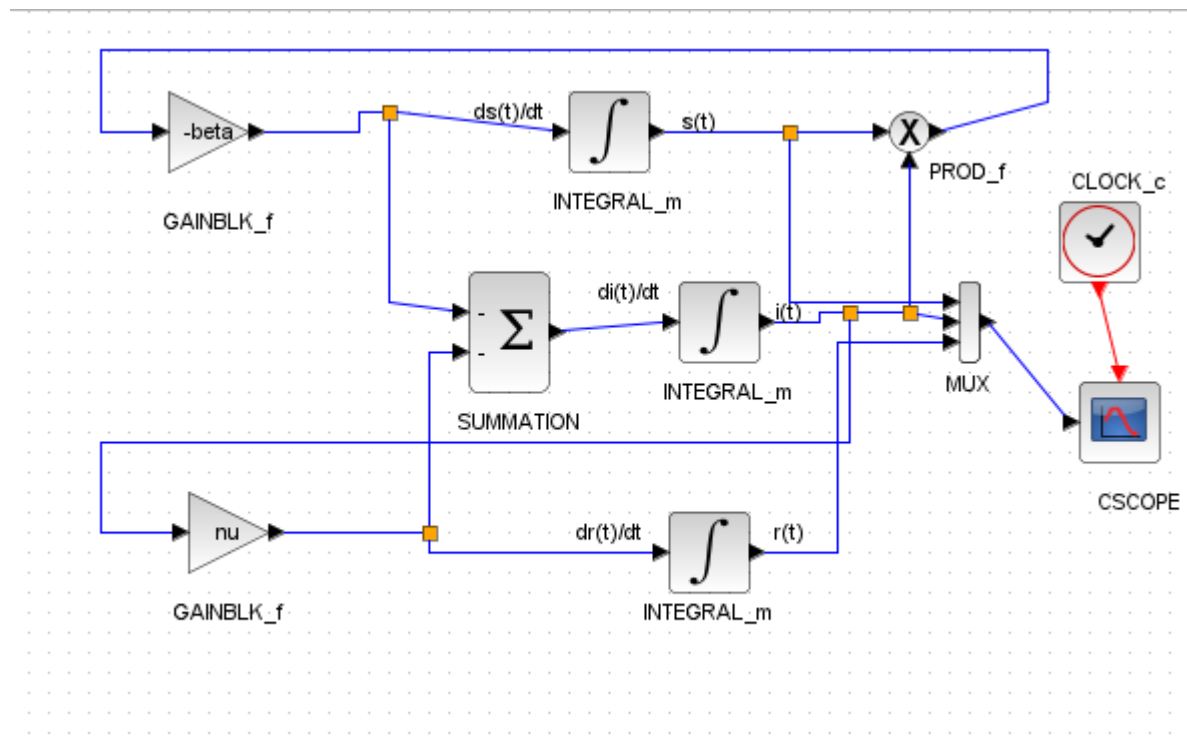 -beta
GAINBLK_f
ds(t)/dt
∫
INTEGRAL_m
s(t)
X
PROD_f
CLOCK_c
-
-
Σ
SUMMATION
di(t)/dt
∫
INTEGRAL_m
i(t)
MUX
CSCOPE
nu
GAINBLK_f
dr(t)/dt
∫
INTEGRAL_m
r(t)